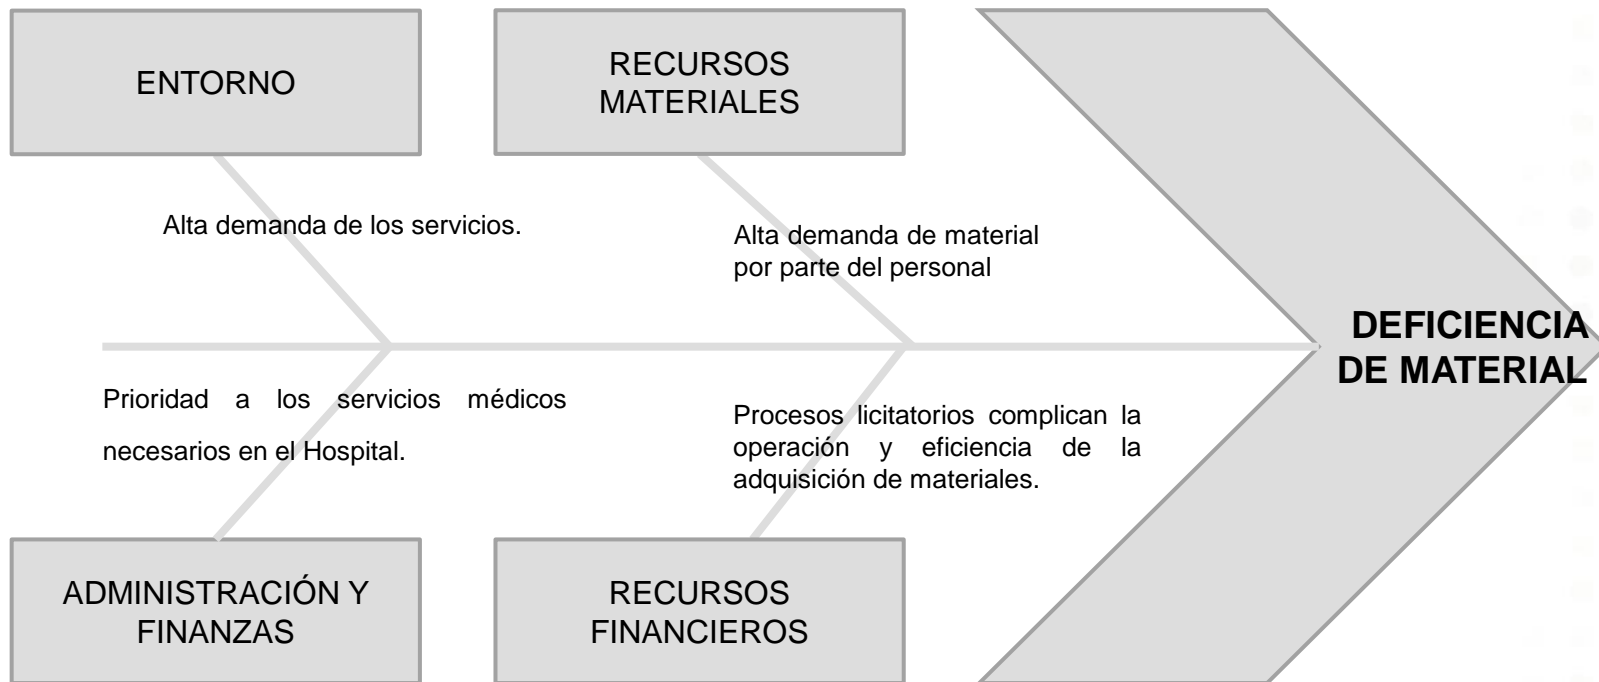 ENTORNO
RECURSOS
MATERIALES
Alta demanda de los servicios.
Alta demanda de material
por parte del personal
DEFICIENCIA
DE MATERIAL
Prioridad a los servicios médicos
necesarios en el Hospital.
Procesos licitatorios complican la
operación y eficiencia de la
adquisición de materiales.
ADMINISTRACIÓN Y
FINANZAS
RECURSOS
FINANCIEROS